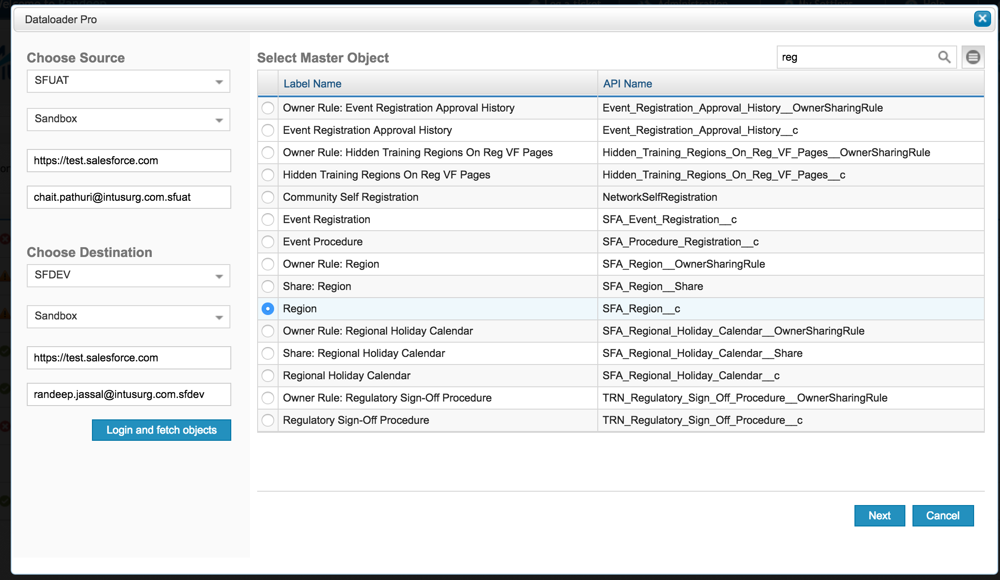 Dataloader Pro
Choose Source
SFUAT
Sandbox
https://test.salesforce.com
chait.pathuri@intusurg.com.sfuat
Choose Destination
SFDEV
Sandbox
https://test.salesforce.com
randeep.jassal@intusurg.com.sfdev
Login and fetch objects
Select Master Object
reg
Label Name API Name
Owner Rule: Event Registration Approval History Event_Registration_Approval_History__OwnerSharingRule
Event Registration Approval History Event_Registration_Approval_History__c
Owner Rule: Hidden Training Regions On Reg VF Pages Hidden_Training_Regions_On_Reg_VF_Pages__OwnerSharingRule
Hidden Training Regions On Reg VF Pages Hidden_Training_Regions_On_Reg_VF_Pages__c
Community Self Registration NetworkSelfRegistration
Event Registration SFA_Event_Registration__c
Event Procedure SFA_Procedure_Registration__c
Owner Rule: Region SFA_Region__OwnerSharingRule
Share: Region SFA_Region__Share
Region SFA_Region__c
Owner Rule: Regional Holiday Calendar SFA_Regional_Holiday_Calendar__OwnerSharingRule
Share: Regional Holiday Calendar SFA_Regional_Holiday_Calendar__Share
Regional Holiday Calendar SFA_Regional_Holiday_Calendar__c
Owner Rule: Regulatory Sign-Off Procedure TRN_Regulatory_Sign_Off_Procedure__OwnerSharingRule
Regulatory Sign-Off Procedure TRN_Regulatory_Sign_Off_Procedure__c
Next Cancel